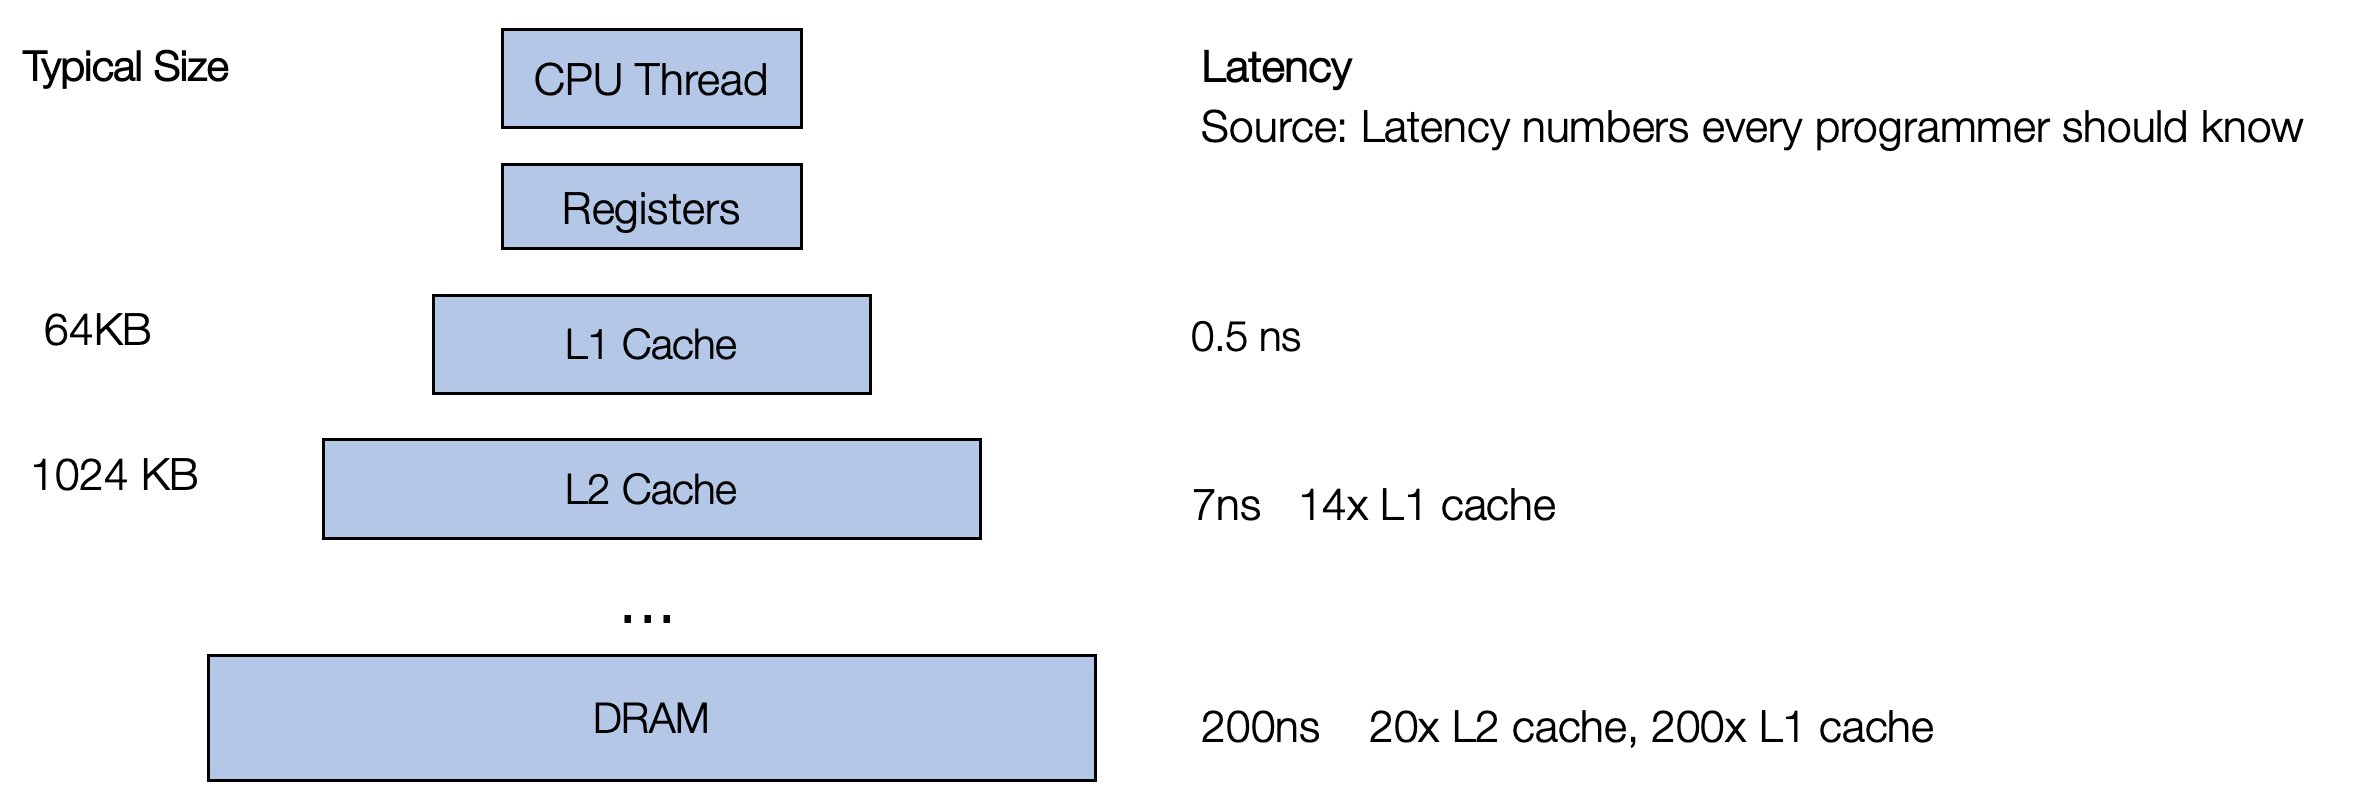 Typical Size
CPU Thread
Latency
Source: Latency numbers every programmer should know
Registers
64KB
L1 Cache
0.5 ns
1024 KB
L2 Cache
7ns 14x L1 cache
...
DRAM
200ns 20x L2 cache, 200x L1 cache